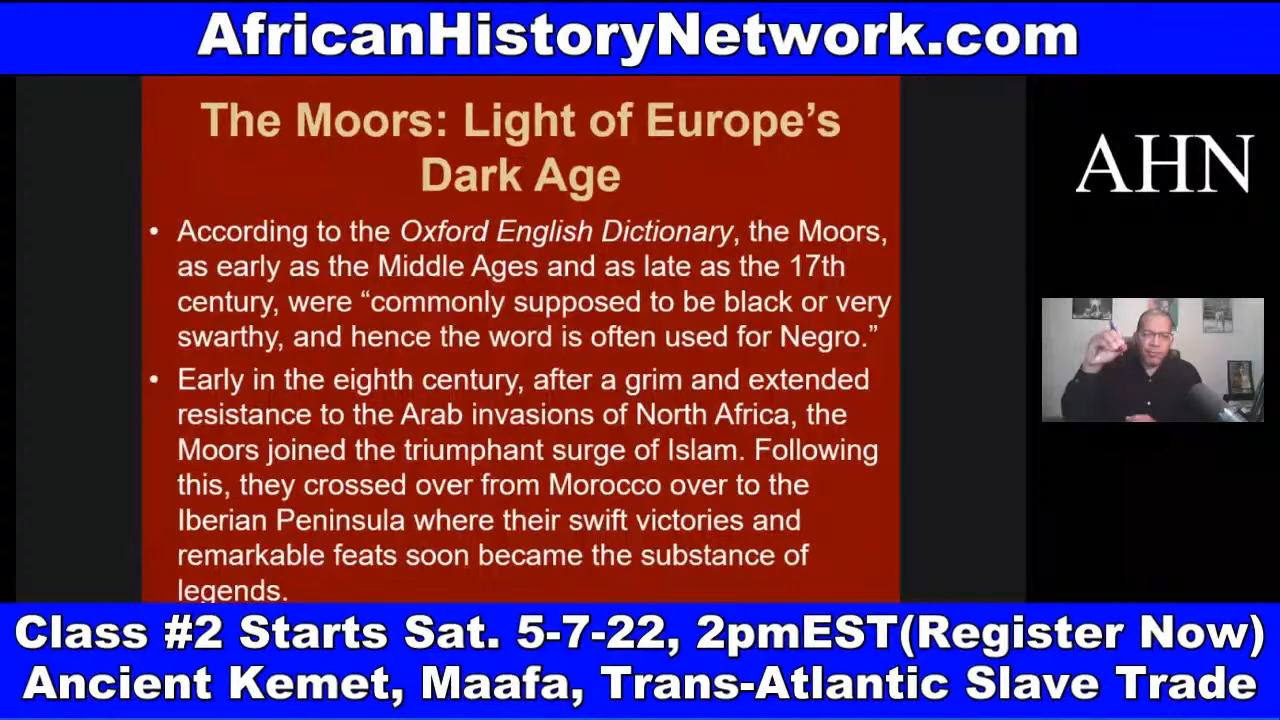 AfricanHistoryNetwork.com
The Moors: Light of Europe's
Dark Age
• According to the Oxford English Dictionary, the Moors,
as early as the Middle Ages and as late as the 17th
century, were “commonly supposed to be black or very
swarthy, and hence the word is often used for Negro.”
• Early in the eighth century, after a grim and extended
resistance to the Arab invasions of North Africa, the
Moors joined the triumphant surge of Islam. Following
this, they crossed over from Morocco over to the
Iberian Peninsula where their swift victories and
remarkable feats soon became the substance of
legends.
AHN
Class #2 Starts Sat. 5-7-22, 2pmEST(Register Now)
Ancient Kemet, Maafa, Trans-Atlantic Slave Trade